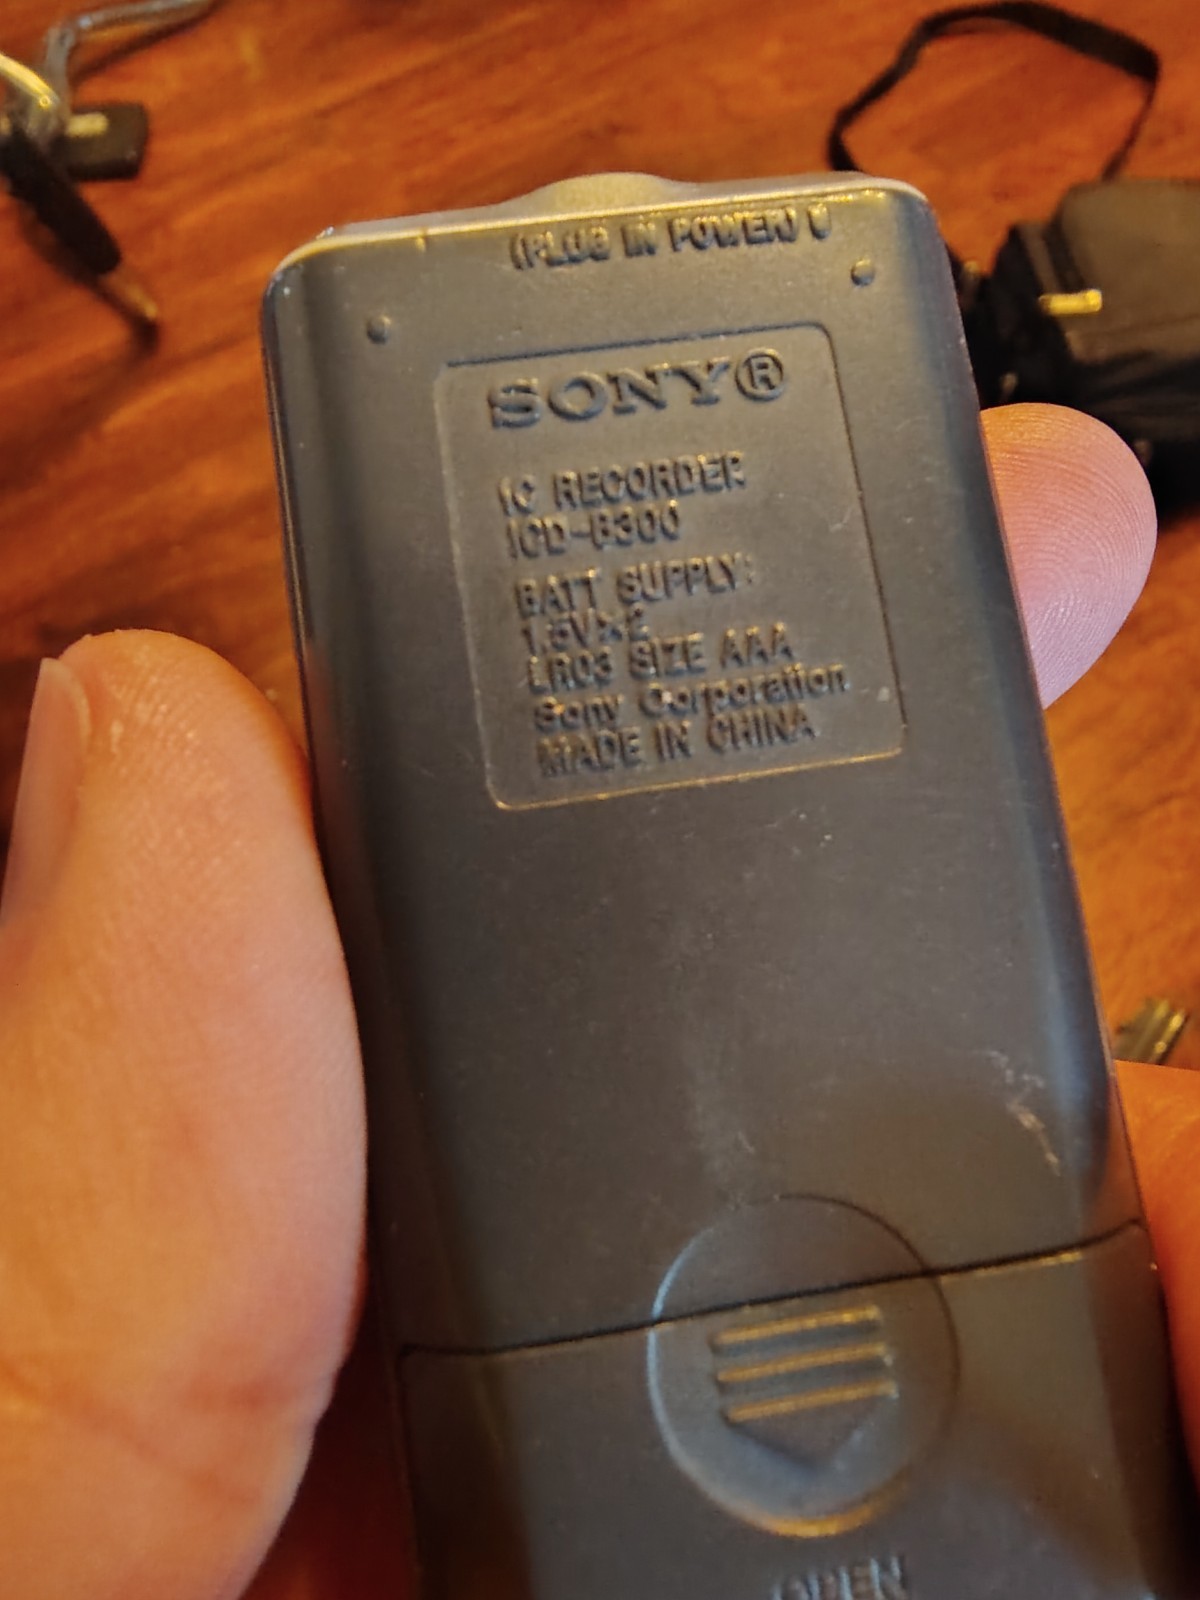 (PLUG IN POWER)
SONY®
IC RECORDER
ICD-B300
BATT SUPPLY:
1.5V×2
LR03 SIZE AAA
Sony Corporation
MADE IN CHINA
OPEN